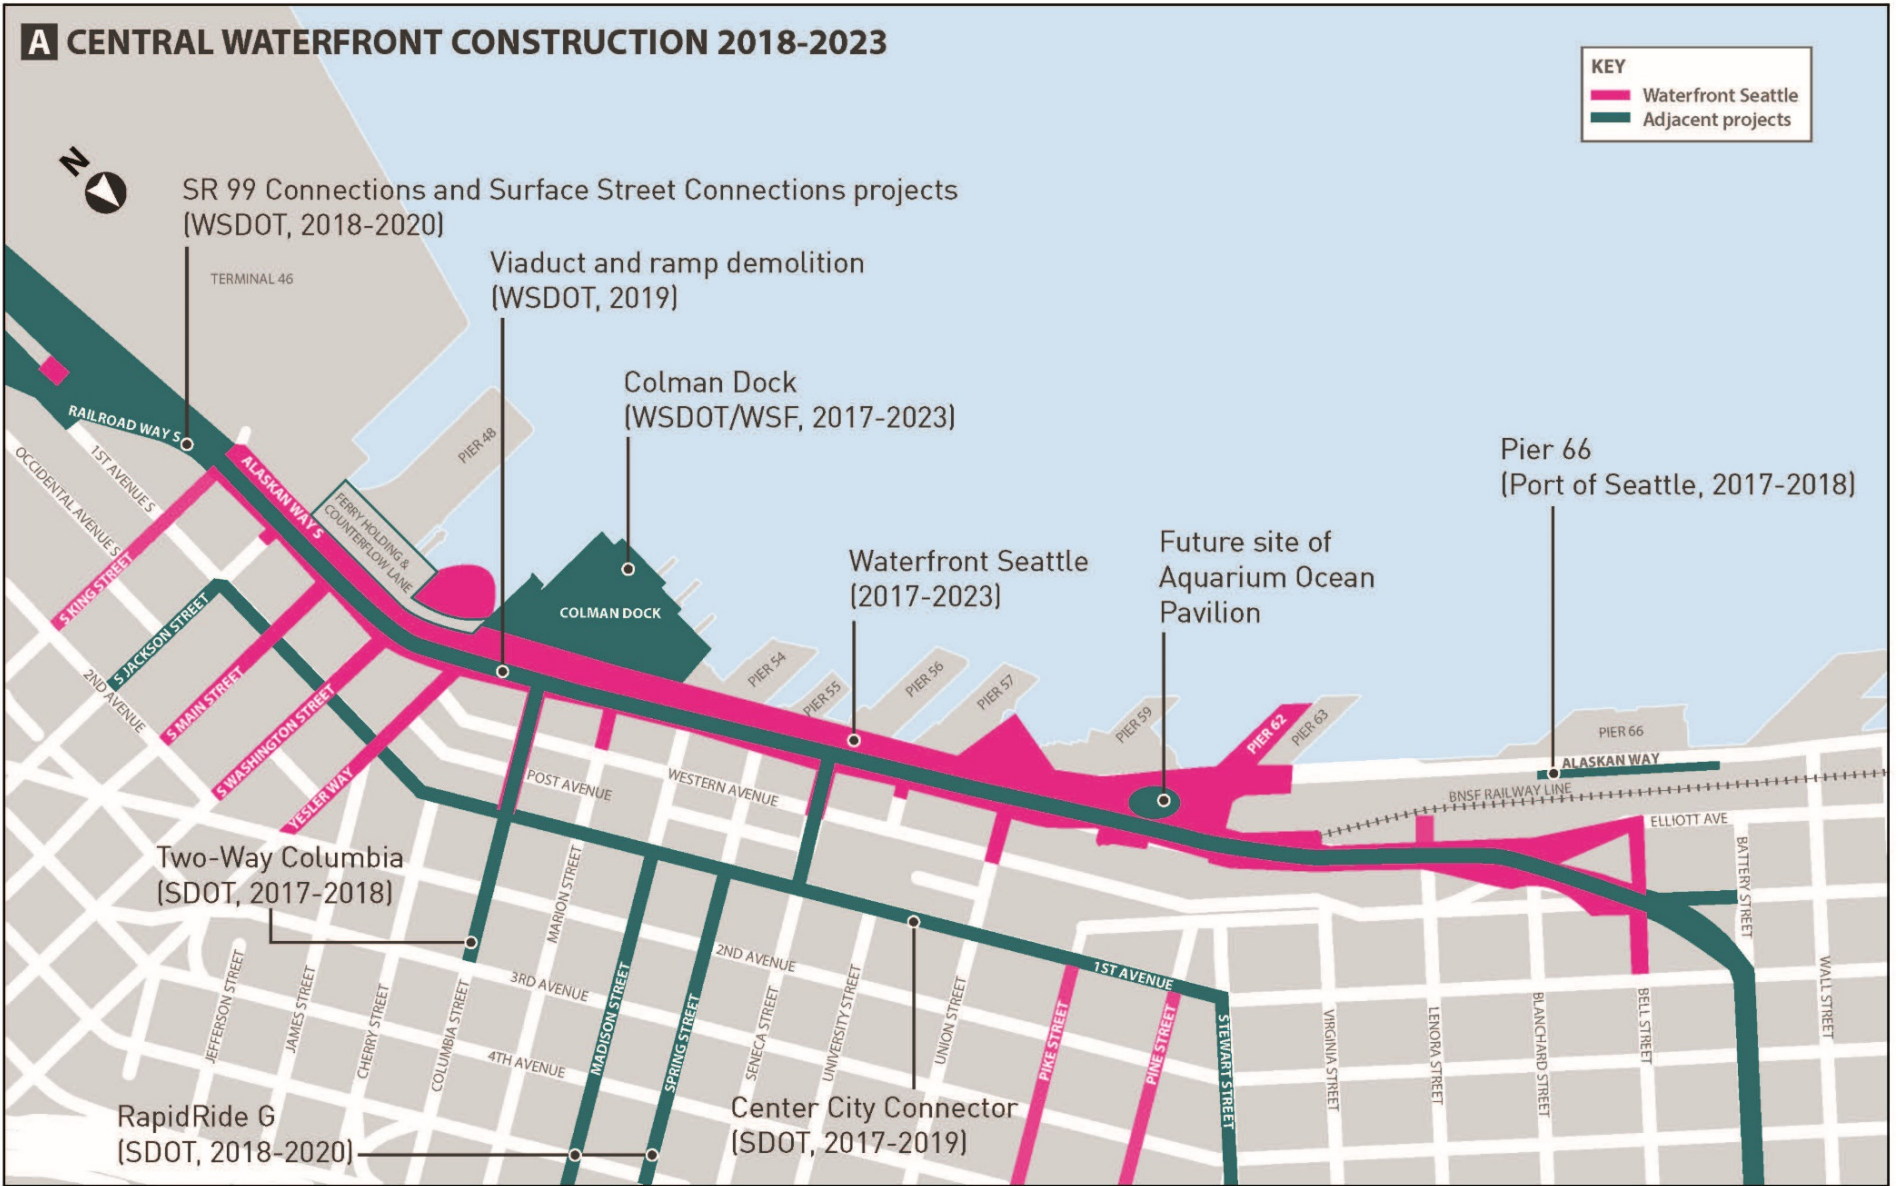 A CENTRAL WATERFRONT CONSTRUCTION 2018-2023
KEY
Waterfront Seattle
Adjacent projects
N
SR 99 Connections and Surface Street Connections projects
(WSDOT, 2018-2020)
TERMINAL 46
Viaduct and ramp demolition
(WSDOT, 2019)
Colman Dock
(WSDOT/WSF, 2017-2023)
Pier 66
(Port of Seattle, 2017-2018)
Waterfront Seattle
(2017-2023)
Future site of
Aquarium Ocean
Pavilion
RAILROAD WAY S
1ST AVENUE S
OCCIDENTAL AVENUE S
ALASKAN WAY S
PIER 48
FERRY HOLDING &
COUNTERFLOW LANE
COLMAN DOCK
PIER 54
PIER 55
PIER 56
PIER 57
PIER 59
PIER 62
PIER 63
PIER 66
ALASKAN WAY
BNSF RAILWAY LINE
ELLIOTT AVE
S KING STREET
S JACKSON STREET
2ND AVENUE
S MAIN STREET
S WASHINGTON STREET
YESLER WAY
POST AVENUE
WESTERN AVENUE
Two-Way Columbia
(SDOT, 2017-2018)
MARION STREET
2ND AVENUE
3RD AVENUE
4TH AVENUE
1ST AVENUE
JEFFERSON STREET
JAMES STREET
CHERRY STREET
COLUMBIA STREET
MADISON STREET
SPRING STREET
SENECA STREET
UNIVERSITY STREET
UNION STREET
PIKE STREET
PINE STREET
STEWART STREET
VIRGINIA STREET
LENORA STREET
BLANCHARD STREET
BELL STREET
BATTERY STREET
WALL STREET
RapidRide G
(SDOT, 2018-2020)
Center City Connector
(SDOT, 2017-2019)